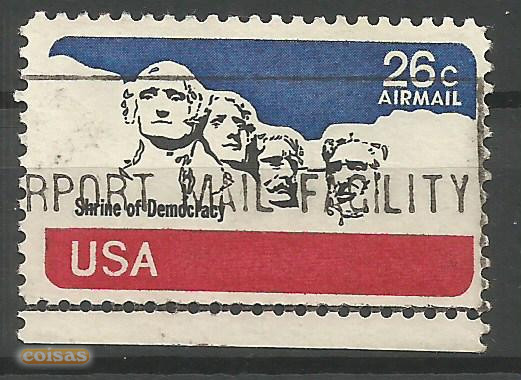 26c
AIRMAIL
RPORT MAIL FACILITY
Shrine of Democracy
USA
coisas